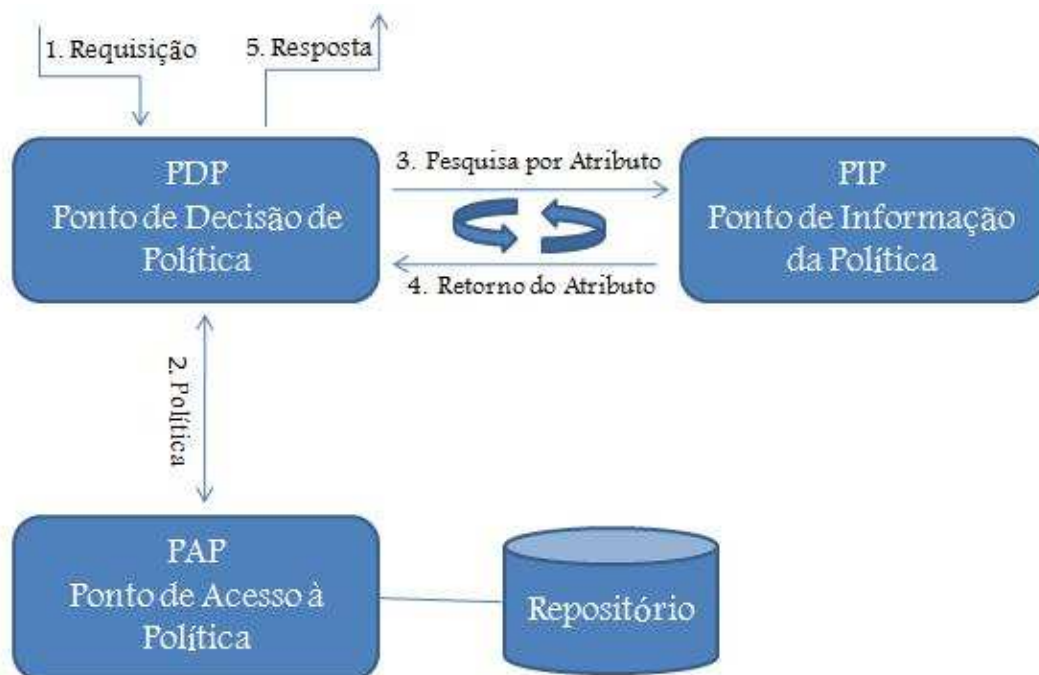 1. Requisição
5. Resposta
PDP
Ponto de Decisão de
Política
3. Pesquisa por Atributo
4. Retorno do Atributo
PIP
Ponto de Informação
da Política
2. Política
PAP
Ponto de Acesso à
Política
Repositório